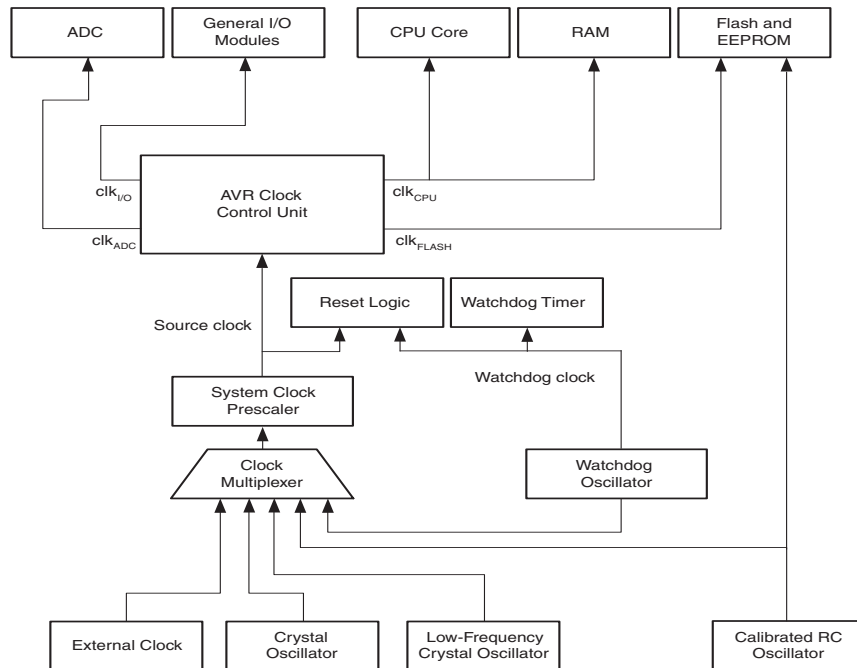 ADC
General I/O
Modules
CPU Core
RAM
Flash and
EEPROM
clkI/O
AVR Clock
Control Unit
clkCPU
clkADC
clkFLASH
Reset Logic
Watchdog Timer
Source clock
Watchdog clock
System Clock
Prescaler
Clock
Multiplexer
Watchdog
Oscillator
External Clock
Crystal
Oscillator
Low-Frequency
Crystal Oscillator
Calibrated RC
Oscillator